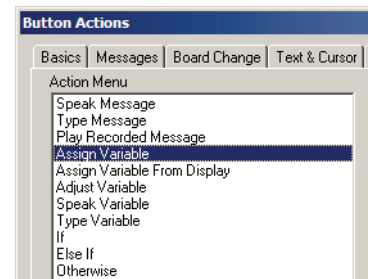 Button Actions
Basics Messages Board Change Text & Cursor
Action Menu
Speak Message
Type Message
Play Recorded Message
Assign Variable
Assign Variable From Display
Adjust Variable
Speak Variable
Type Variable
If
Else If
Otherwise